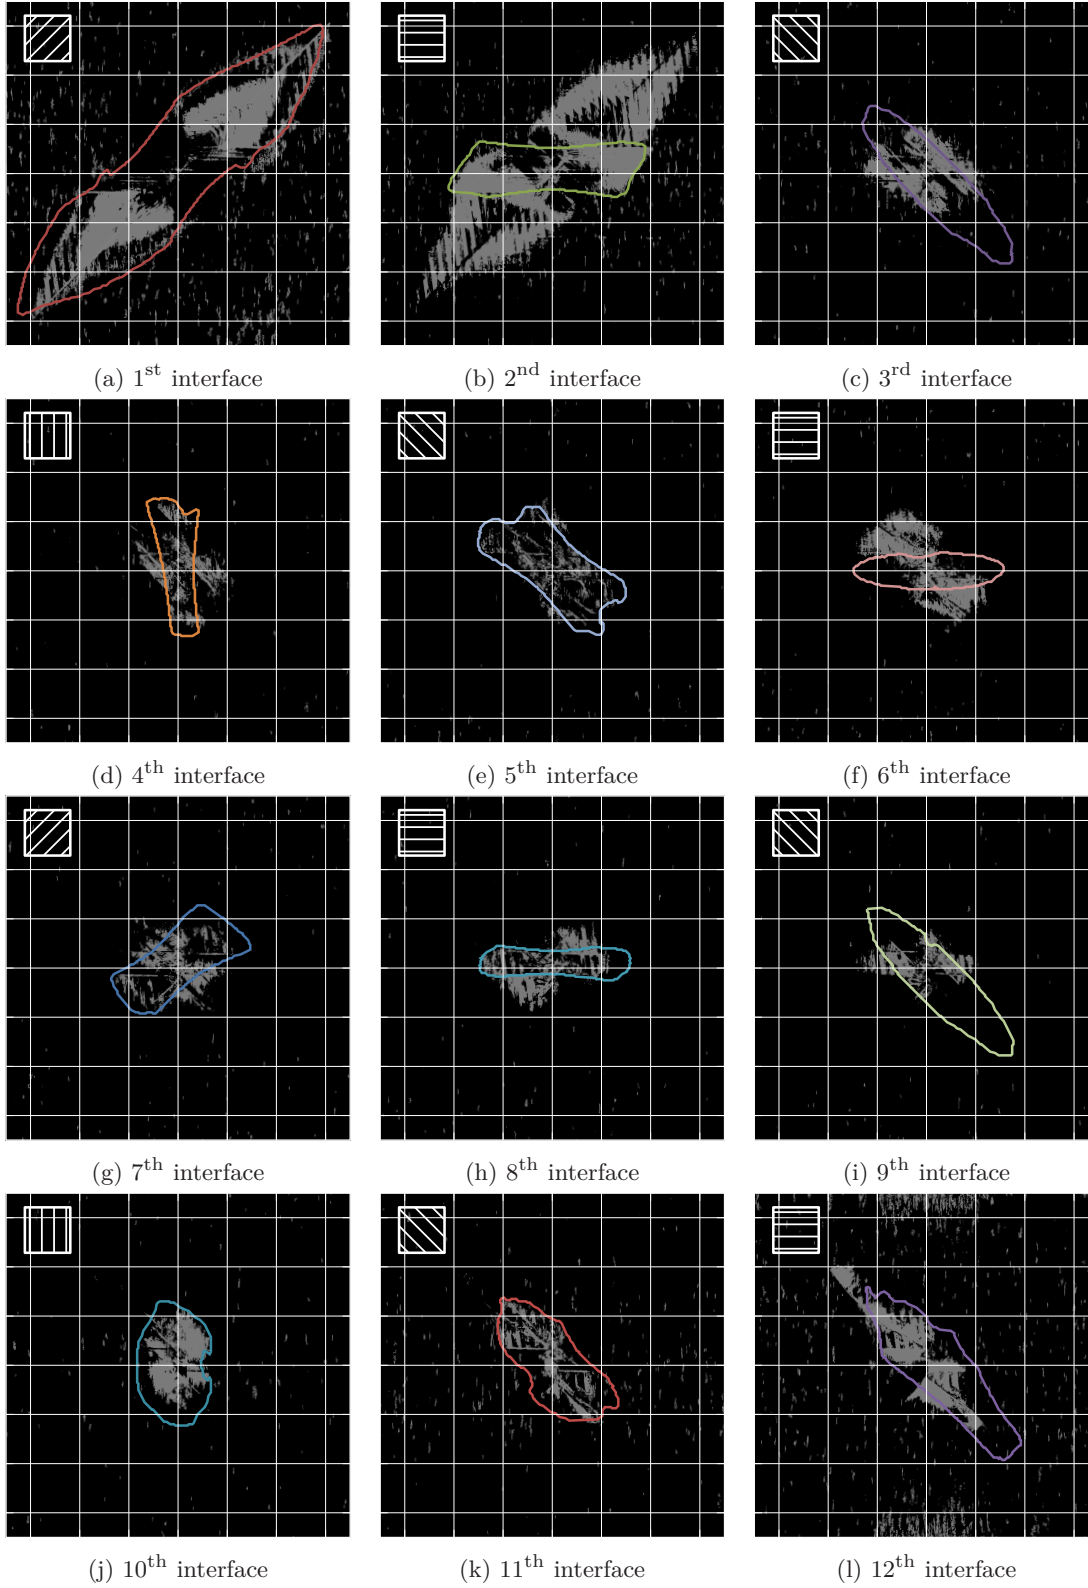 (a) 1st interface
(b) 2nd interface
(c) 3rd interface
(d) 4th interface
(e) 5th interface
(f) 6th interface
(g) 7th interface
(h) 8th interface
(i) 9th interface
(j) 10th interface
(k) 11th interface
(l) 12th interface